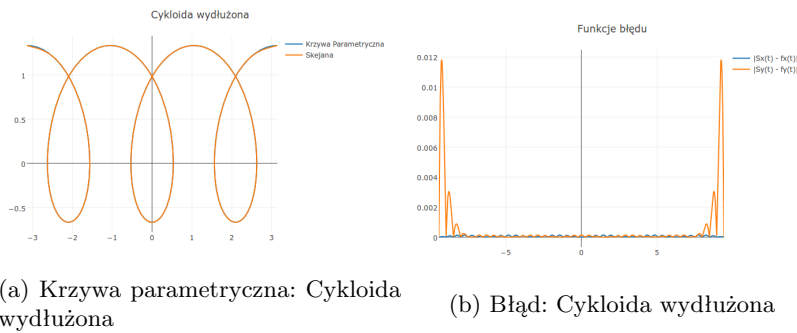 Cykloida wydłużona
Krzywa Parametryczna
Skejana
1
0.5
0
−0.5
−3
−2
−1
0
1
2
3
(a) Krzywa parametryczna: Cykloida
wydłużona
Funkcje błędu
|Sx(t) - fx(t)|
|Sy(t) - fy(t)|
0.012
0.01
0.008
0.006
0.004
0.002
0
−5
0
5
(b) Błąd: Cykloida wydłużona